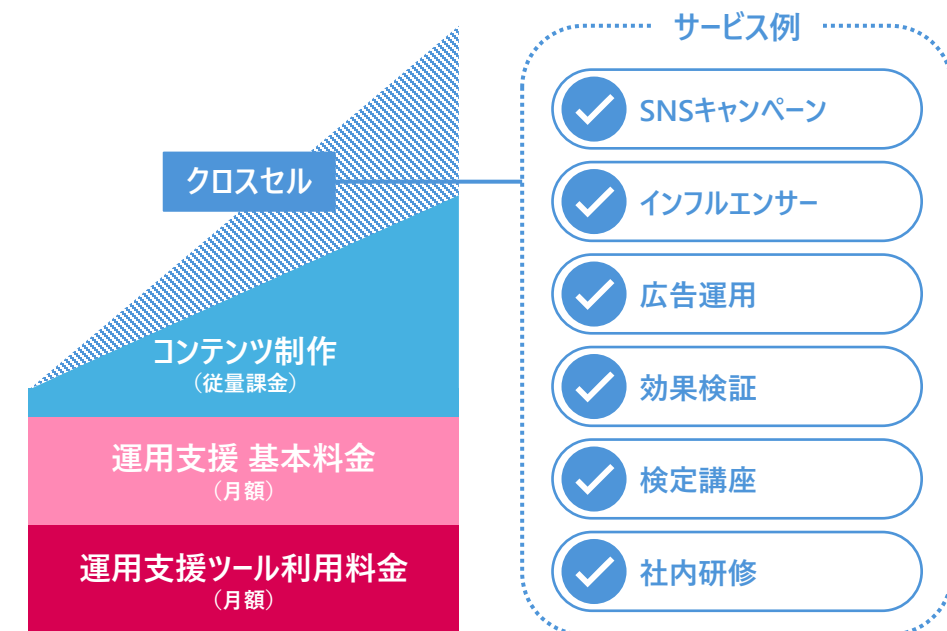 クロスセル
コンテンツ制作
（従量課金）
運用支援 基本料金
（月額）
運用支援ツール利用料金
（月額）
サービス例
SNSキャンペーン
インフルエンサー
広告運用
効果検証
検定講座
社内研修